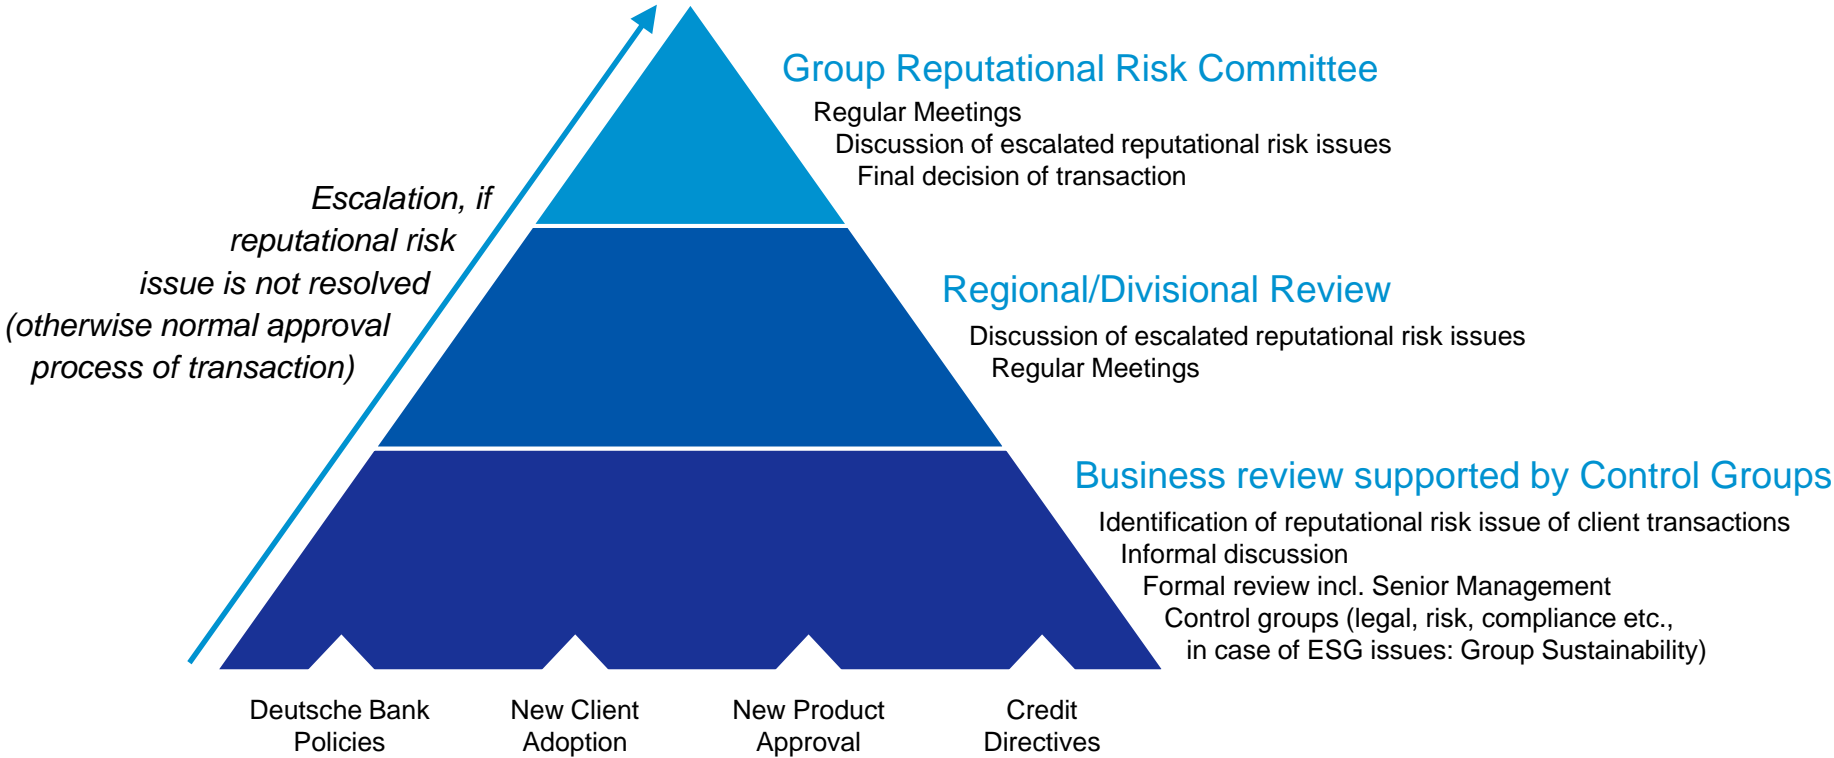 Group Reputational Risk Committee
Regular Meetings
Discussion of escalated reputational risk issues
Final decision of transaction
Escalation, if
reputational risk
issue is not resolved
(otherwise normal approval
process of transaction)
Regional/Divisional Review
Discussion of escalated reputational risk issues
Regular Meetings
Business review supported by Control Groups
Identification of reputational risk issue of client transactions
Informal discussion
Formal review incl. Senior Management
Control groups (legal, risk, compliance etc.,
in case of ESG issues: Group Sustainability)
Deutsche Bank
Policies
New Client
Adoption
New Product
Approval
Credit
Directives